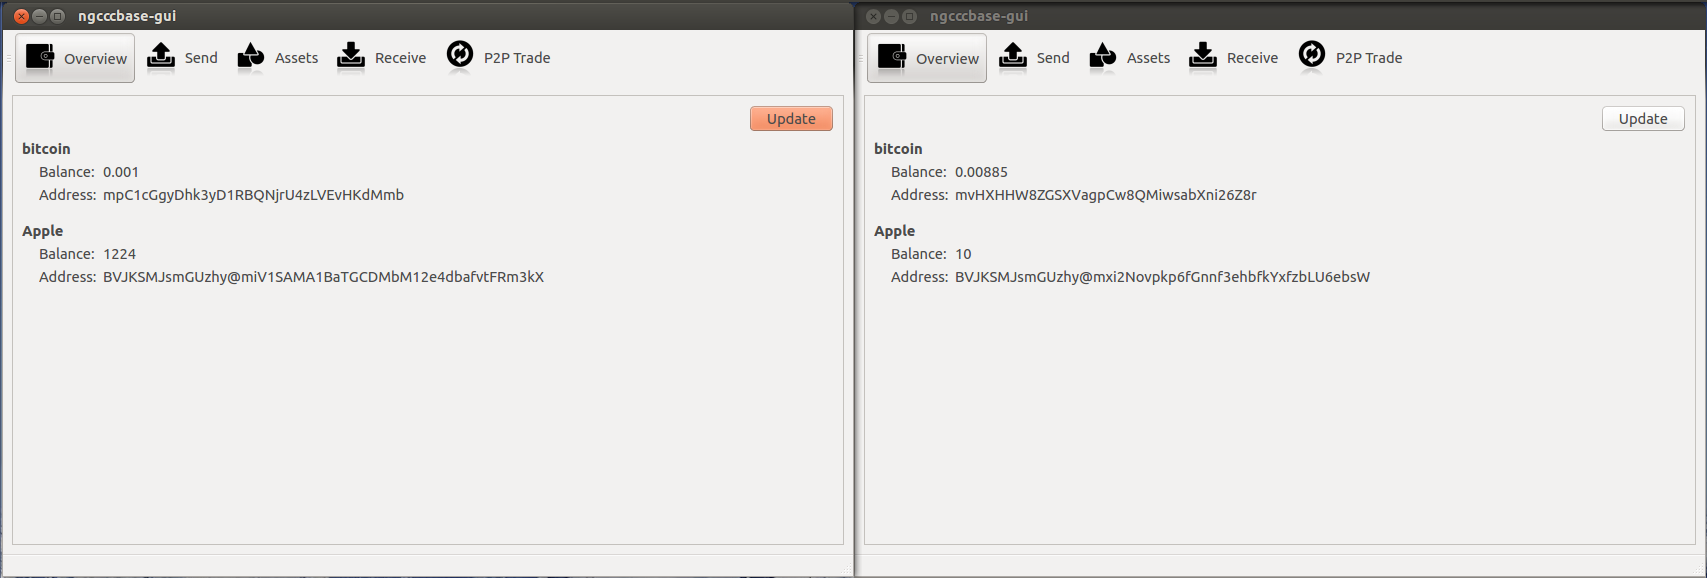 ngcccbase-gui
Overview Send Assets Receive P2P Trade
Update
bitcoin
Balance: 0.001
Address: mpC1cGgyDhk3yD1RBQNjrU4zLVEvHKdMmb
Apple
Balance: 1224
Address: BVJKSMJsmGUzhy@miV1SAMA1BaTGCDMbM12e4dbafvtFRm3kX
ngcccbase-gui
Overview Send Assets Receive P2P Trade
Update
bitcoin
Balance: 0.00885
Address: mvHXHHW8ZGSXVagpCw8QMiwsabXni26Z8r
Apple
Balance: 10
Address: BVJKSMJsmGUzhy@mxi2Novpkp6fGnnf3ehbfkYxfzbLU6ebsW